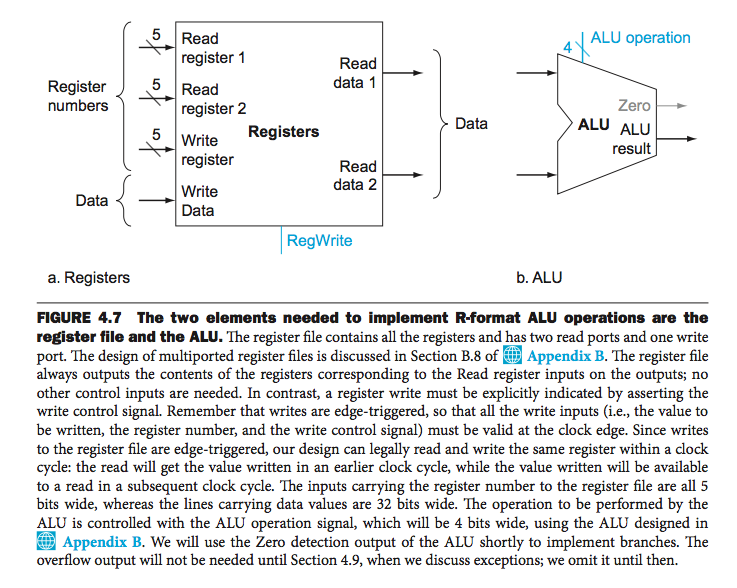 5
Read
register 1
5
Read
register 2
5
Write
register
Write
Data
Register
numbers
Data
Registers
Read
data 1
Read
data 2
Data
RegWrite
4
ALU operation
Zero
ALU
ALU
result
a. Registers
b. ALU
FIGURE 4.7 The two elements needed to implement R-format ALU operations are the
register file and the ALU. The register file contains all the registers and has two read ports and one write
port. The design of multiported register files is discussed in Section B.8 of Appendix B. The register file
always outputs the contents of the registers corresponding to the Read register inputs on the outputs; no
other control inputs are needed. In contrast, a register write must be explicitly indicated by asserting the
write control signal. Remember that writes are edge-triggered, so that all the write inputs (i.e., the value to
be written, the register number, and the write control signal) must be valid at the clock edge. Since writes
to the register file are edge-triggered, our design can legally read and write the same register within a clock
cycle: the read will get the value written in an earlier clock cycle, while the value written will be available
to a read in a subsequent clock cycle. The inputs carrying the register number to the register file are all 5
bits wide, whereas the lines carrying data values are 32 bits wide. The operation to be performed by the
ALU is controlled with the ALU operation signal, which will be 4 bits wide, using the ALU designed in
Appendix B. We will use the Zero detection output of the ALU shortly to implement branches. The
overflow output will not be needed until Section 4.9, when we discuss exceptions; we omit it until then.